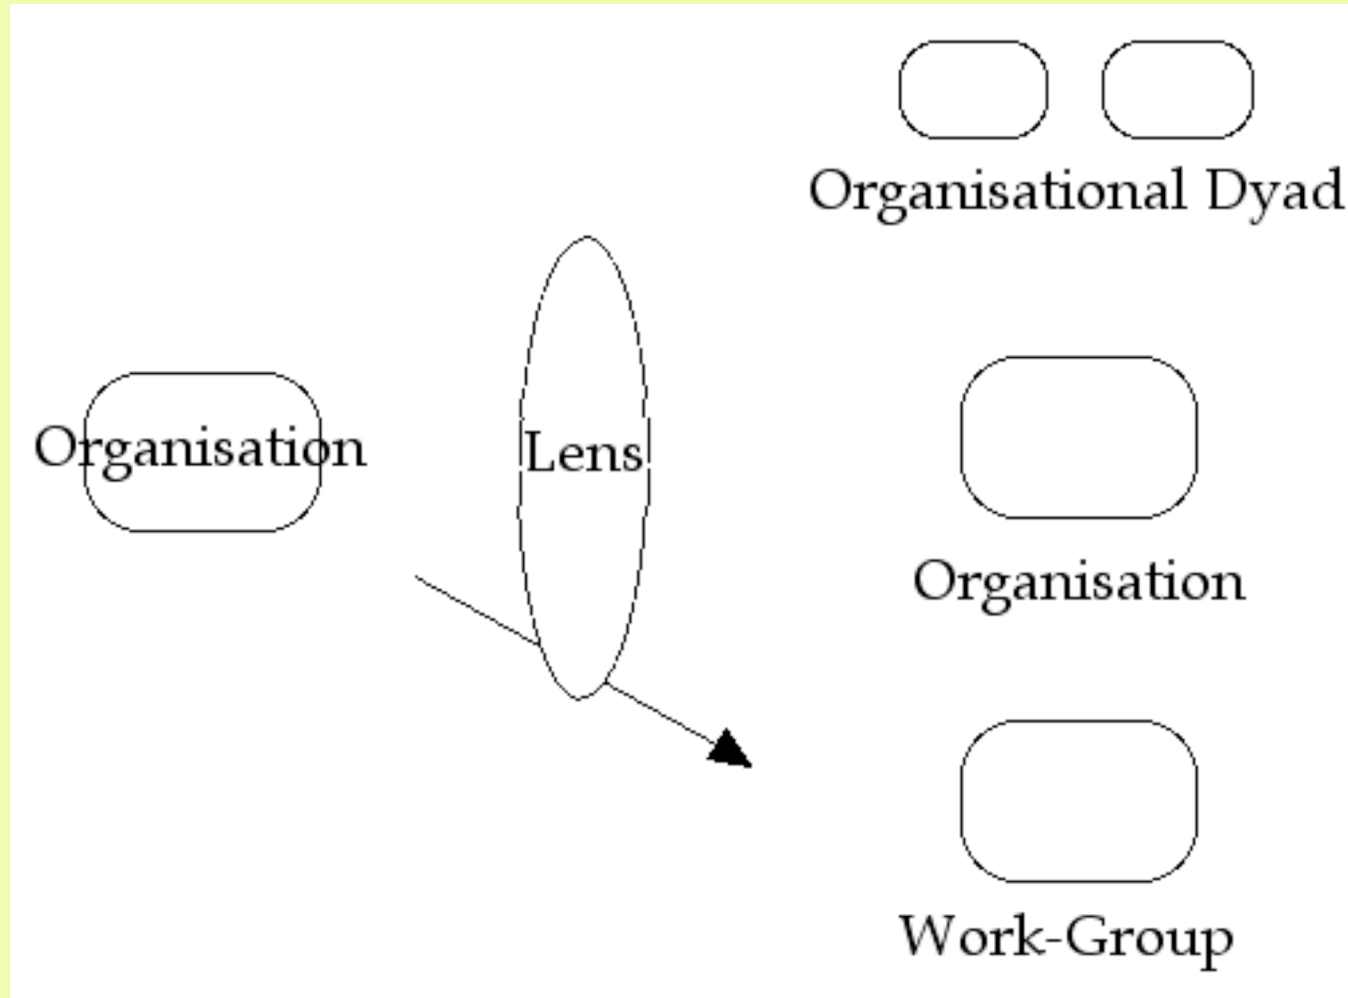 Organisational Dyad
Organisation
Lens
Organisation
Work-Group